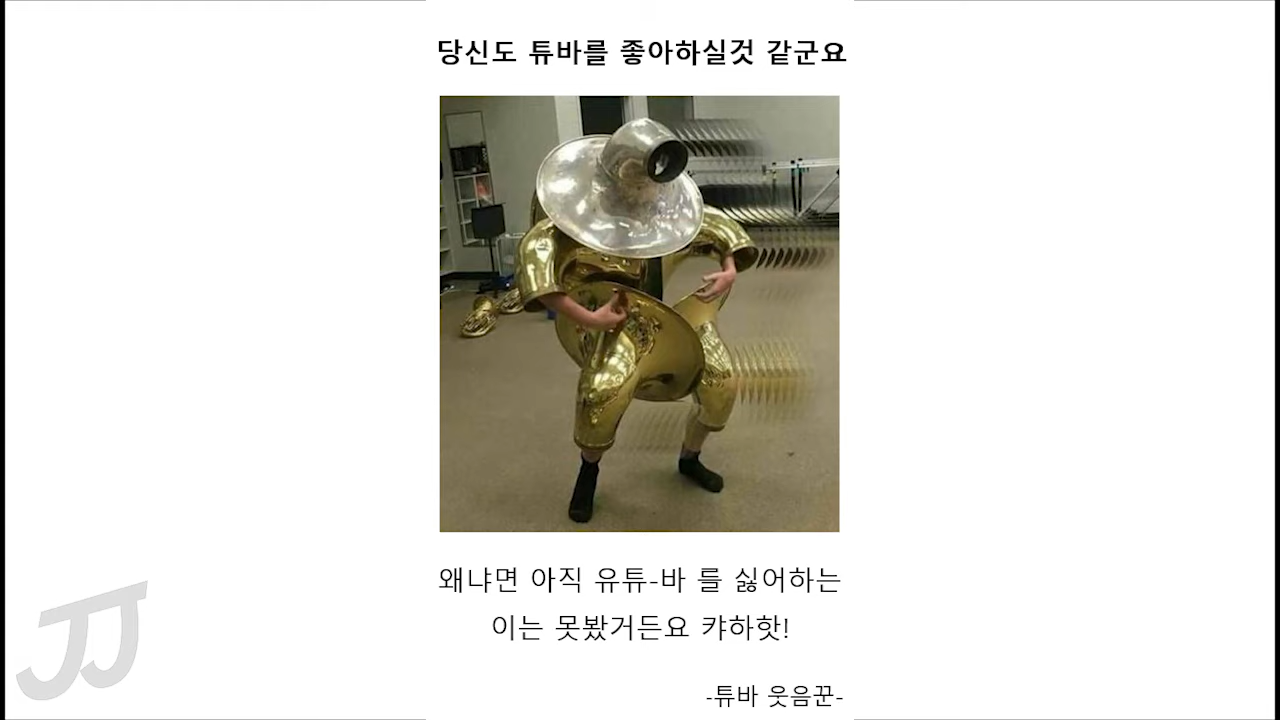 당신도 튜바를 좋아하실것 같군요
왜냐면 아직 유튜-바 를 싫어하는
이는 못봤거든요 캬하핫!
-튜바 웃음꾼-
JJ